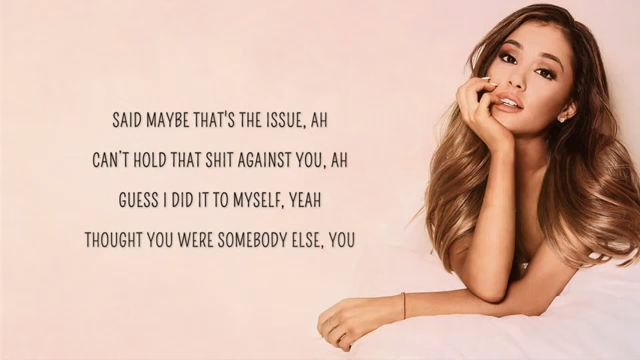 SAID MAYBE THAT'S THE ISSUE, AH
CAN'T HOLD THAT SHIT AGAINST YOU, AH
GUESS I DID IT TO MYSELF, YEAH
THOUGHT YOU WERE SOMEBODY ELSE, YOU